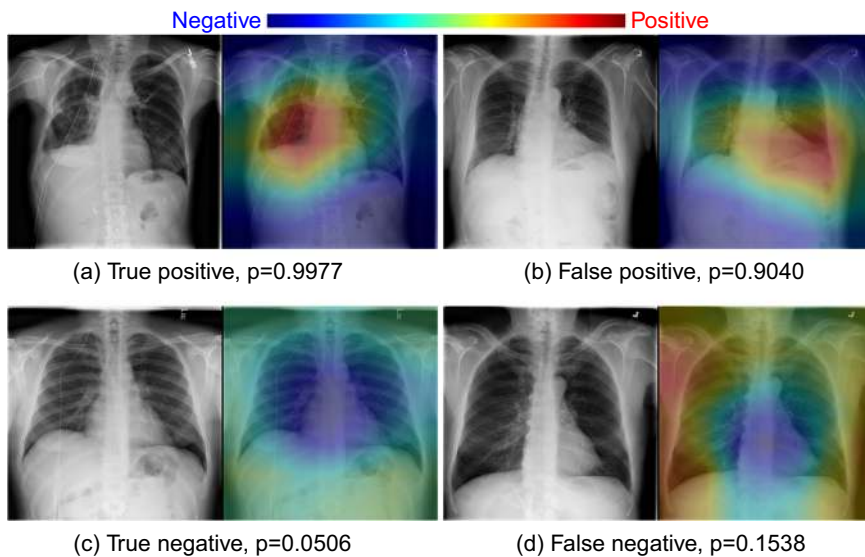 Negative Positive
(a) True positive, p=0.9977
(b) False positive, p=0.9040
(c) True negative, p=0.0506
(d) False negative, p=0.1538